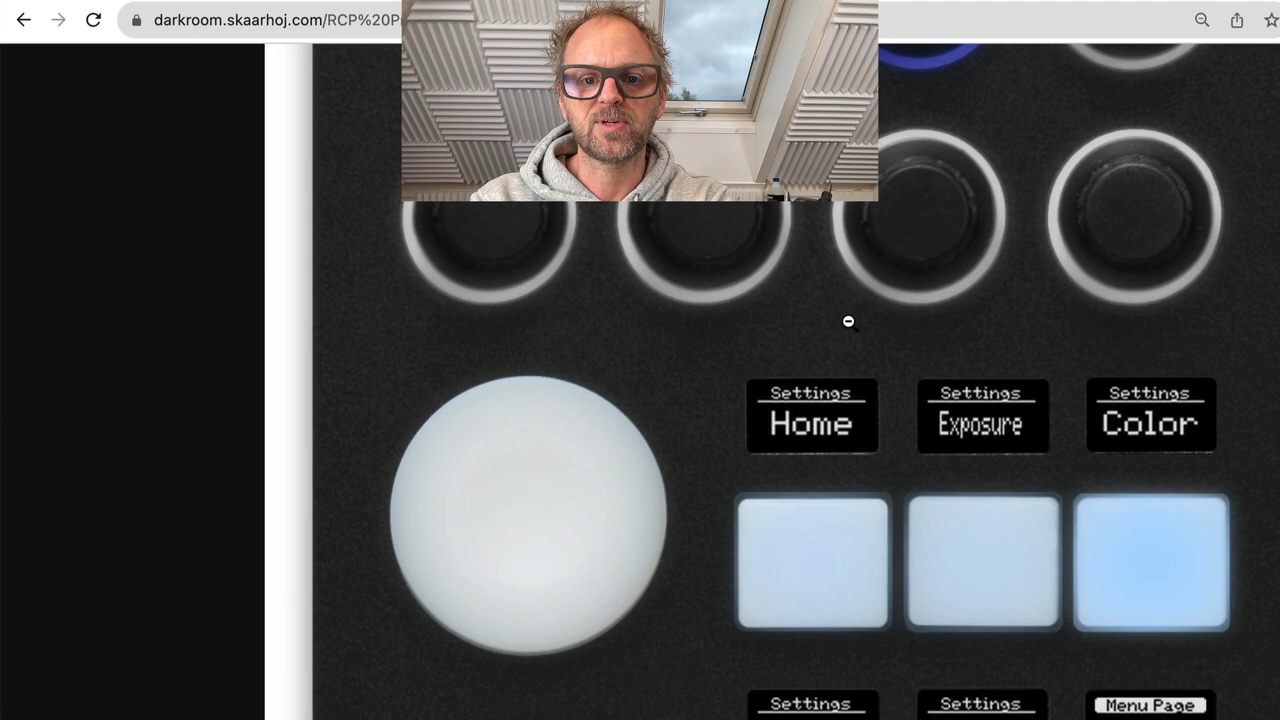 darkroom.skaarhoj.com/RCP%20P
Settings
Home
Settings
Exposure
Settings
Color
Settings
Settings
Menu Page